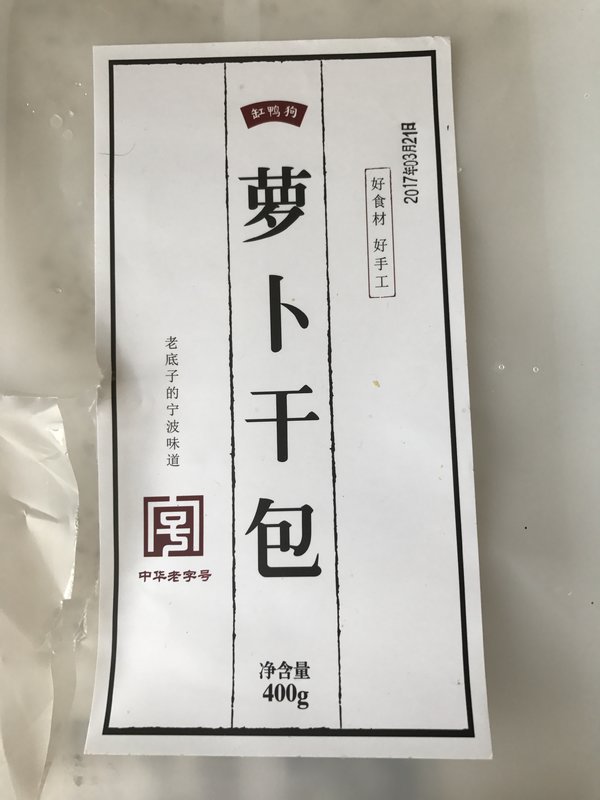 缸鸭狗
萝卜干包
净含量
400g
2017年03月21日
好食材 好手工
老底子的宁波味道
中华老字号